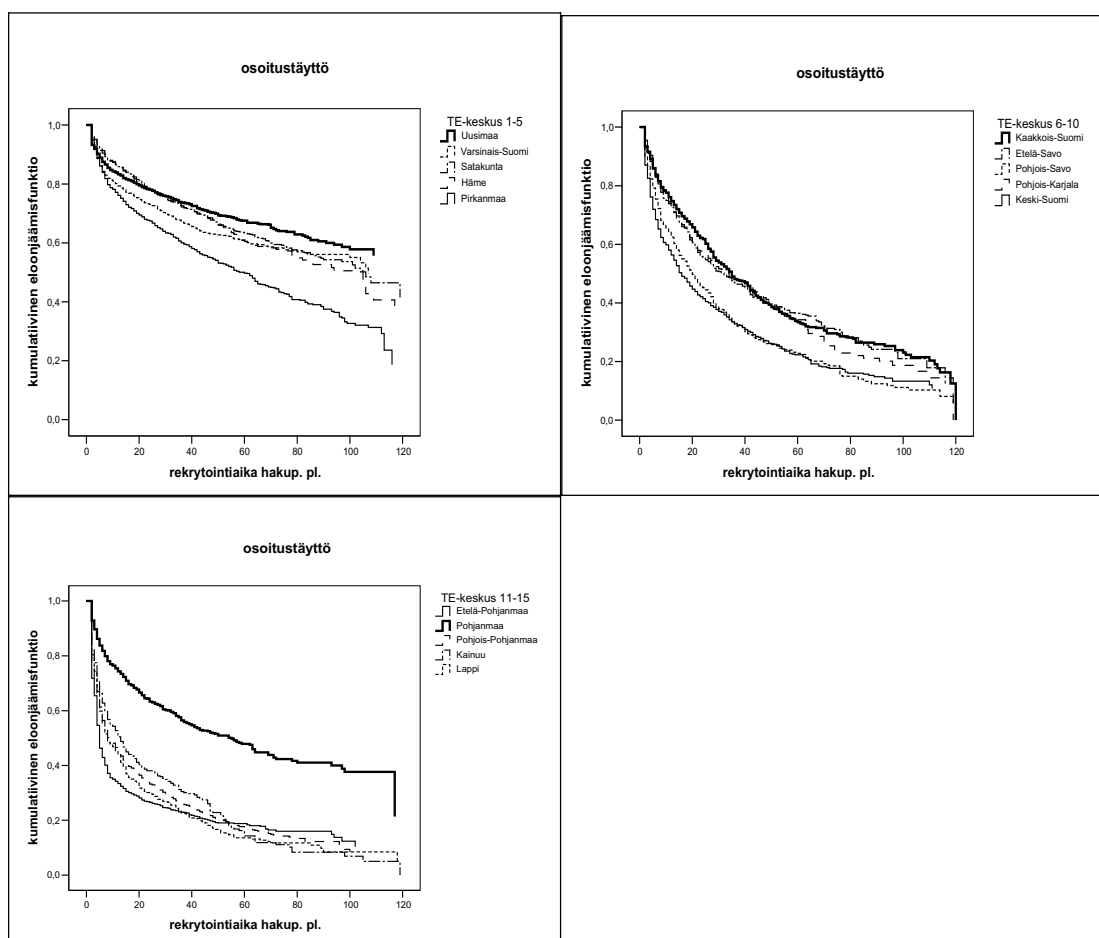 osoitustäyttö
kumulatiivinen eloonjäämisfunktio
1,0
0,8
0,6
0,4
0,2
0,0
0 20 40 60 80 100 120
rekrytointiaika hakup. pl.
TE-keskus 1-5
Uusimaa
Varsinais-Suomi
Satakunta
Häme
Pirkanmaa
osoitustäyttö
kumulatiivinen eloonjäämisfunktio
1,0
0,8
0,6
0,4
0,2
0,0
0 20 40 60 80 100 120
rekrytointiaika hakup. pl.
TE-keskus 6-10
Kaakkois-Suomi
Etelä-Savo
Pohjois-Savo
Pohjois-Karjala
Keski-Suomi
osoitustäyttö
kumulatiivinen eloonjäämisfunktio
1,0
0,8
0,6
0,4
0,2
0,0
0 20 40 60 80 100 120
rekrytointiaika hakup. pl.
TE-keskus 11-15
Etelä-Pohjanmaa
Pohjanmaa
Pohjois-Pohjanmaa
Kainuu
Lappi